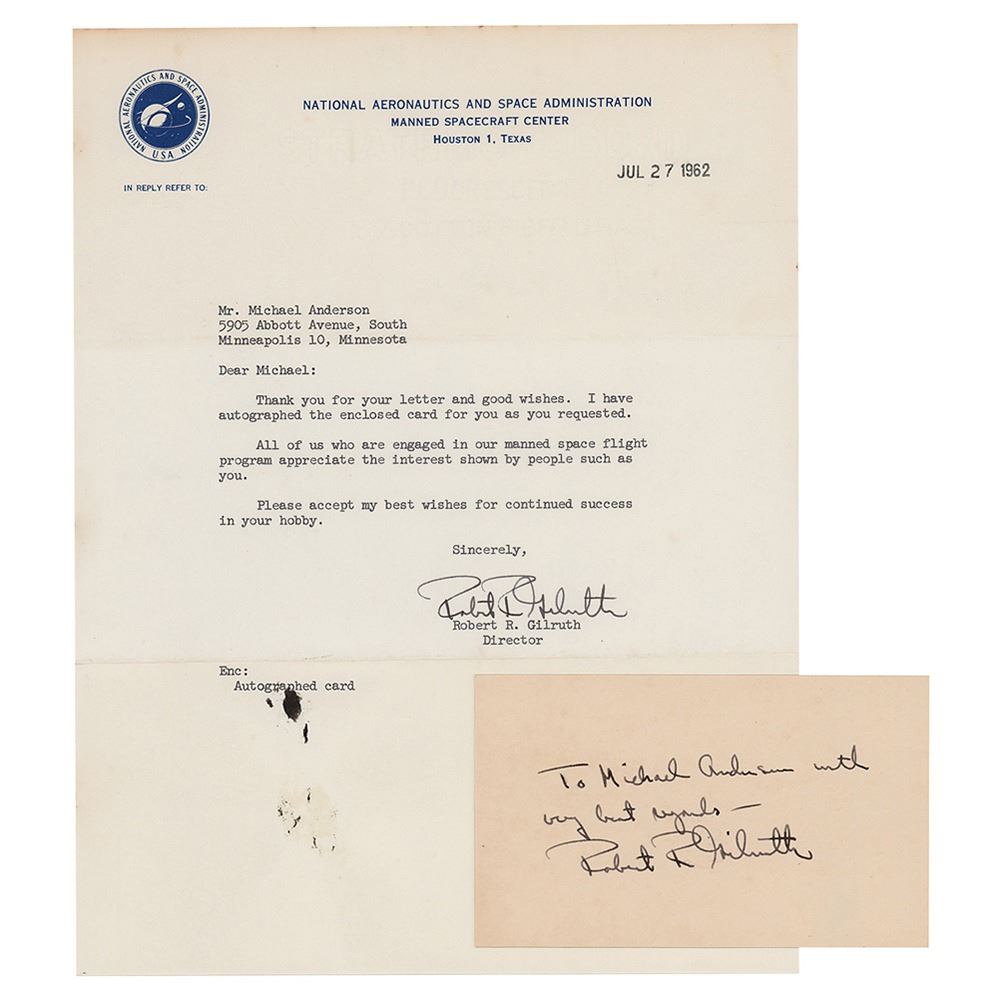 NATIONAL AERONAUTICS AND SPACE ADMINISTRATION
USA
NATIONAL AERONAUTICS AND SPACE ADMINISTRATION
MANNED SPACECRAFT CENTER
HOUSTON 1, TEXAS
IN REPLY REFER TO:
JUL 27 1962
Mr. Michael Anderson
5905 Abbott Avenue, South
Minneapolis 10, Minnesota
Dear Michael:
Thank you for your letter and good wishes. I have
autographed the enclosed card for you as you requested.
All of us who are engaged in our manned space flight
program appreciate the interest shown by people such as
you.
Please accept my best wishes for continued success
in your hobby.
Sincerely,
Robert R. Gilruth
Robert R. Gilruth
Director
Enc:
Autographed card
To Michael Anderson with
very best regards —
Robert R. Gilruth